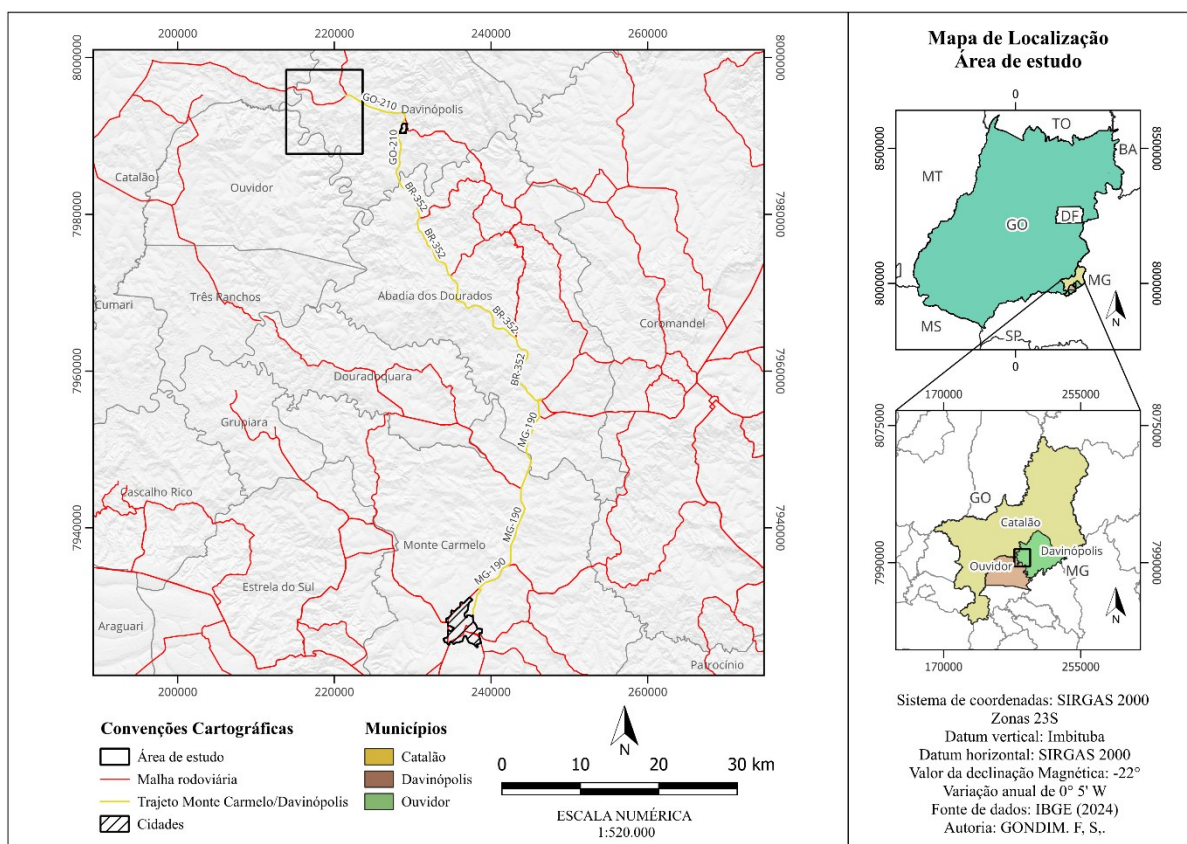 200000 220000 240000 260000
8000000
8000000
GO-210
Davinópolis
GO-210
Catalão
Ouvidor
BR-352
7980000
7980000
BR-352
Três Ranchos
Abadia dos Dourados
Cumari
BR-352
Coromandel
7960000
7960000
Douradoquara
BR-352
Grupiara
MG-190
Cascalho Rico
7940000
7940000
MG-190
Monte Carmelo
MG-190
Estrela do Sul
Araguari
Patrocínio
200000 220000 240000 260000
Convenções Cartográficas
Área de estudo
Malha rodoviária
Trajeto Monte Carmelo/Davinópolis
Cidades
Municípios
Catalão
Davinópolis
Ouvidor
N
0 10 20 30 km
ESCALA NUMÉRICA
1:520.000
Mapa de Localização
Área de estudo
0
TO
8500000
8500000
BA
MT
DF
GO
8000000
8000000
MG
MS
N
SP
0
170000 255000
8075000
8075000
GO
Catalão
Davinópolis
7990000
7990000
Ouvidor
MG
N
170000 255000
Sistema de coordenadas: SIRGAS 2000
Zonas 23S
Datum vertical: Imbituba
Datum horizontal: SIRGAS 2000
Valor da declinação Magnética: -22°
Variação anual de 0° 5' W
Fonte de dados: IBGE (2024)
Autoria: GONDIM. F, S,.